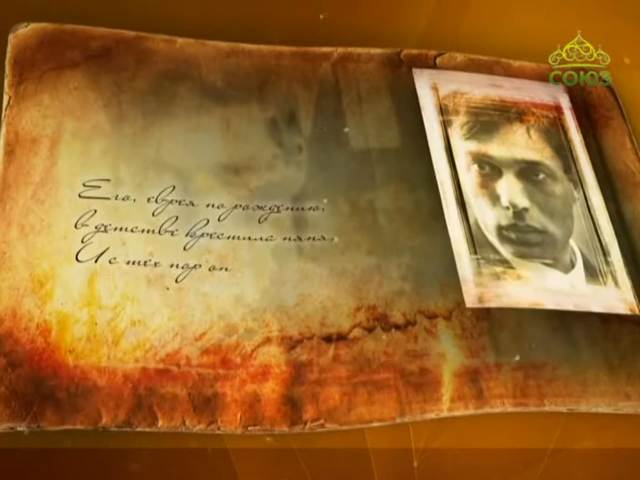 СОЮЗ
Его, еврея по рождению,
в детстве крестила няня.
И с тех пор он